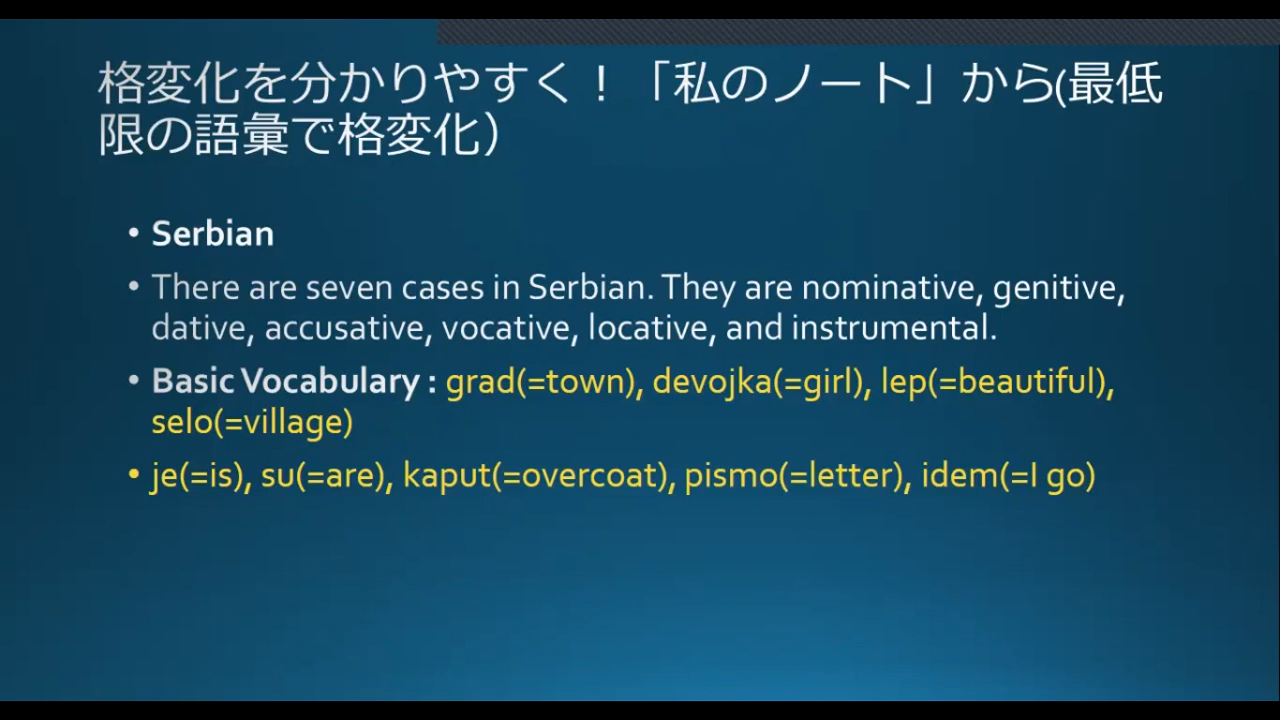 格変化を分かりやすく！「私のノート」から(最低
限の語彙で格変化）
• Serbian
• There are seven cases in Serbian. They are nominative, genitive,
dative, accusative, vocative, locative, and instrumental.
• Basic Vocabulary : grad(=town), devojka(=girl), lep(=beautiful),
selo(=village)
• je(=is), su(=are), kaput(=overcoat), pismo(=letter), idem(=I go)